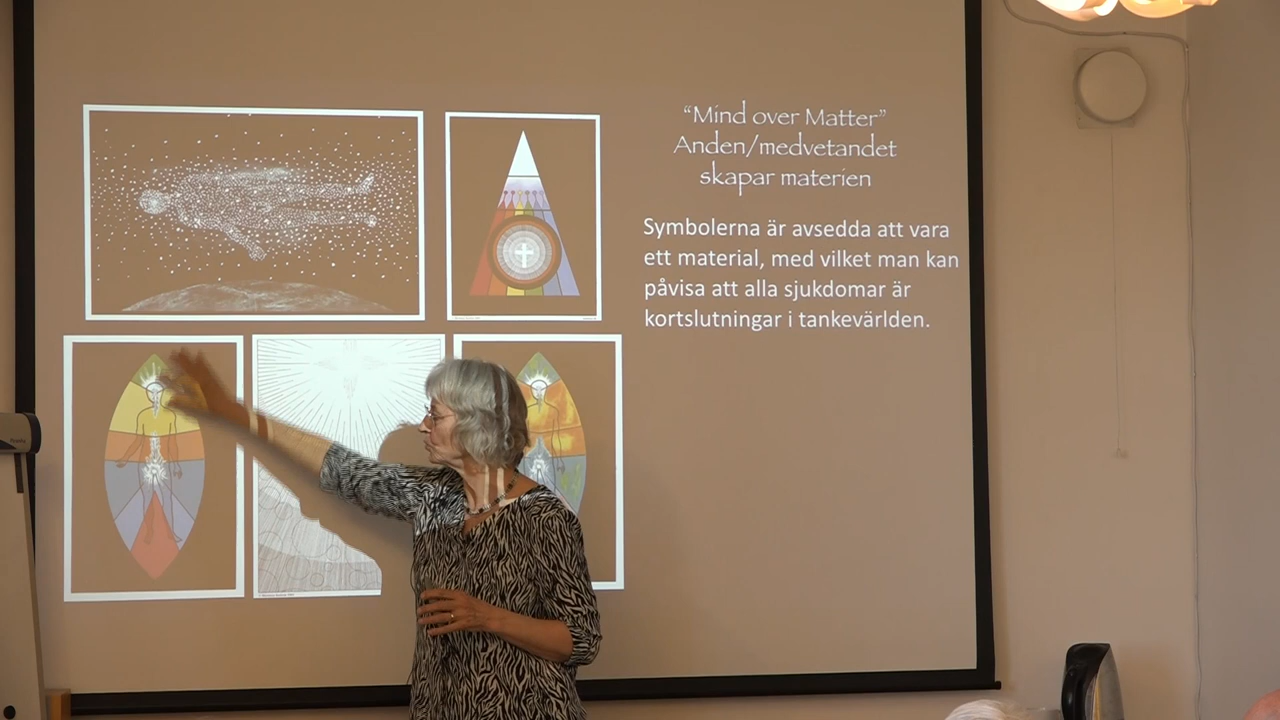 “Mind over Matter”
Anden/medvetandet
skapar materien
Symbolerna är avsedda att vara
ett material, med vilket man kan
påvisa att alla sjukdomar är
kortslutningar i tankevärlden.